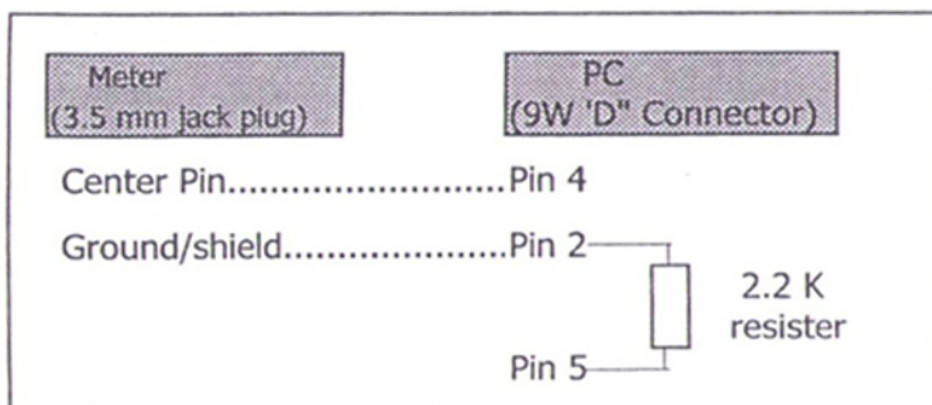 Meter
(3.5 mm jack plug)
PC
(9W 'D" Connector)
Center Pin..........................Pin 4
Ground/shield.....................Pin 2
2.2 K
resister
Pin 5